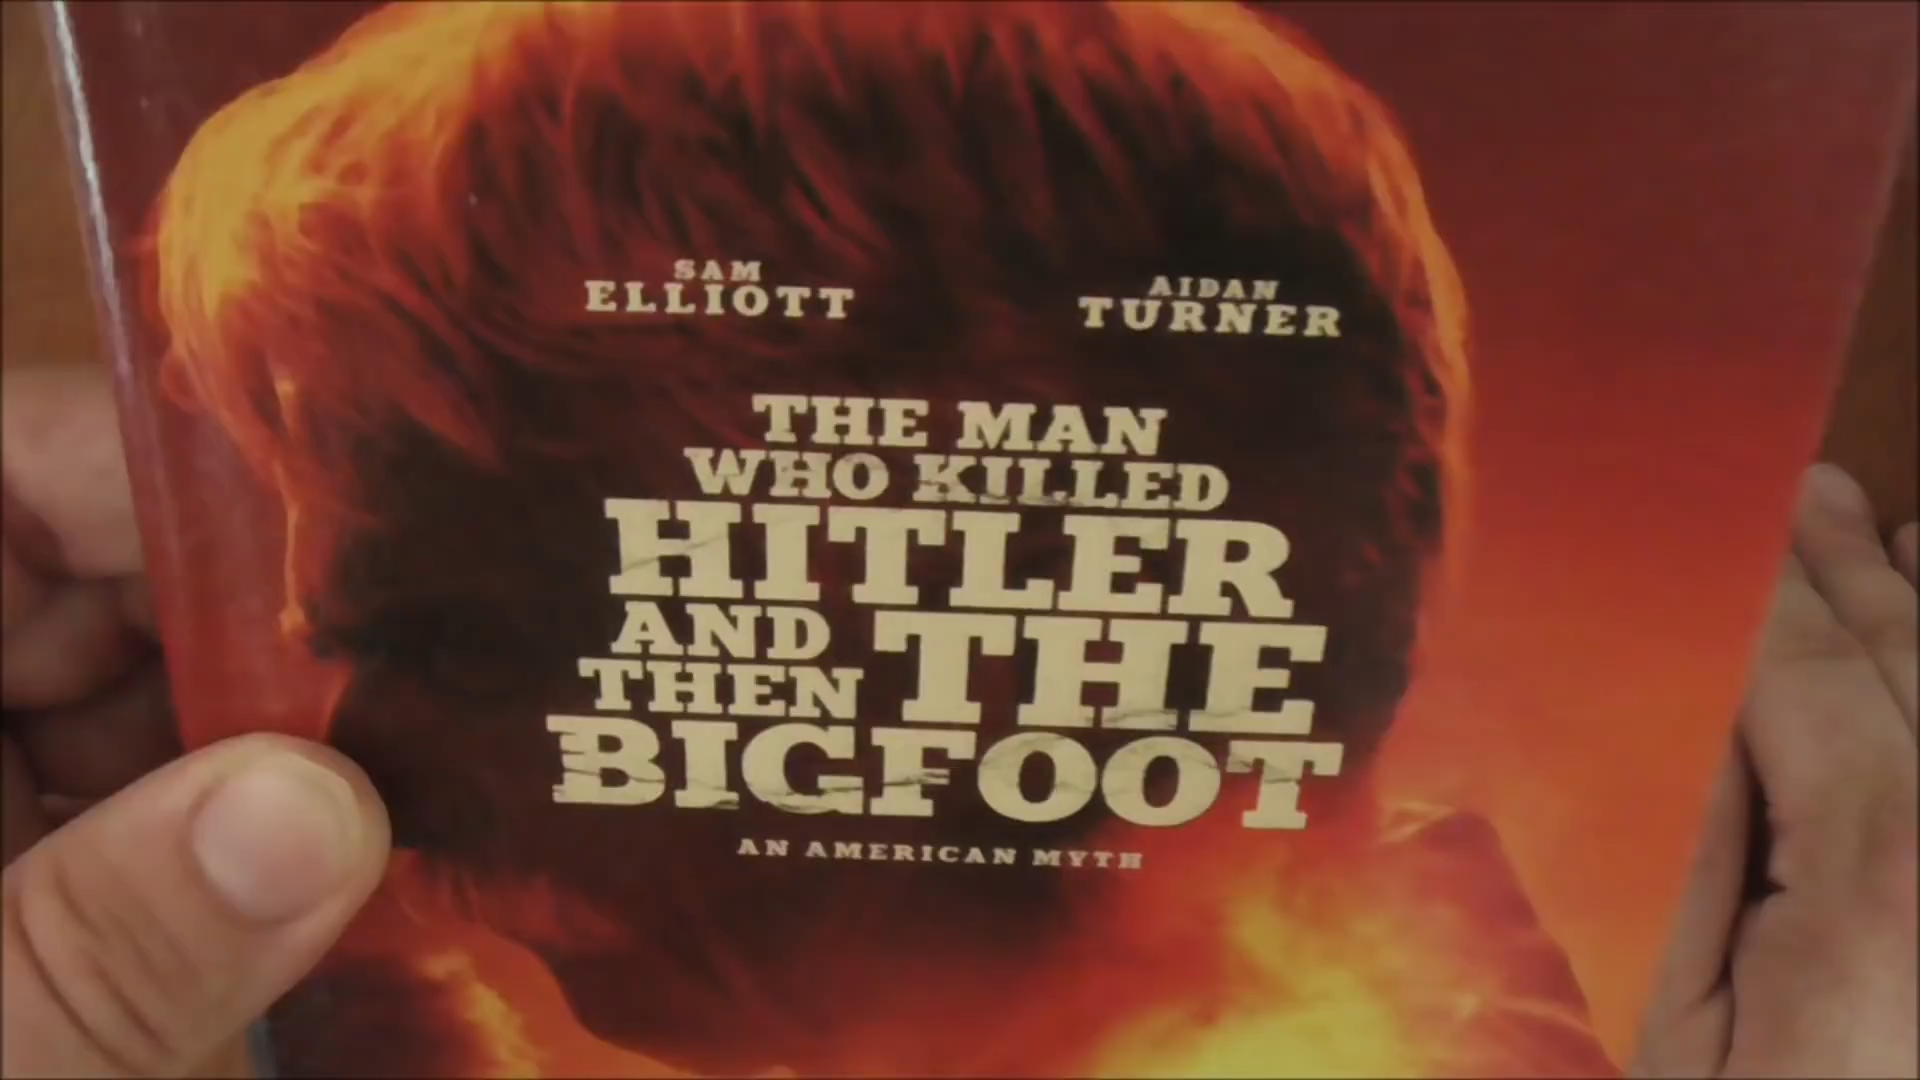 SAM
ELLIOTT
AIDAN
TURNER
THE MAN
WHO KILLED
HITLER
AND
THEN
THE
BIGFOOT
AN AMERICAN MYTH